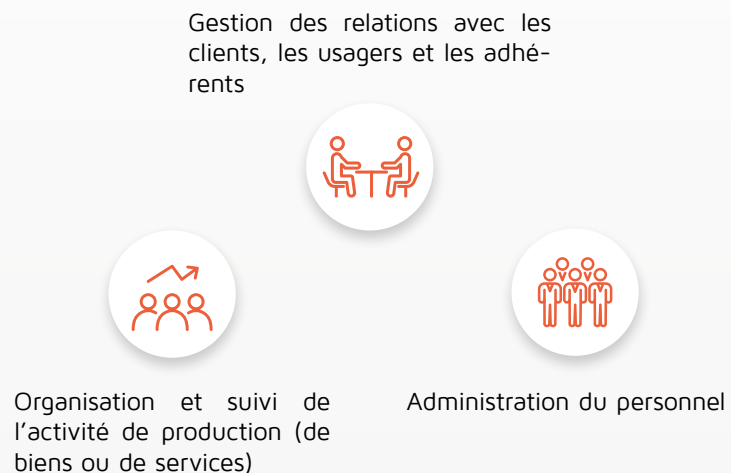 Gestion des relations avec les
clients, les usagers et les adhé-
rents
Organisation et suivi de
l’activité de production (de
biens ou de services)
Administration du personnel